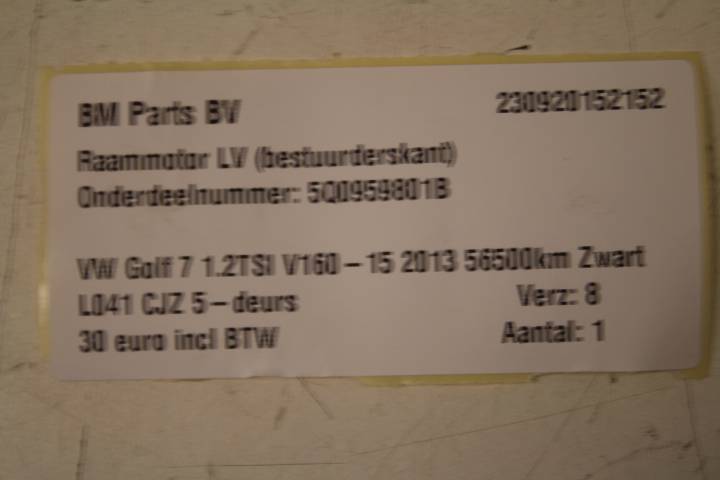 BM Parts BV 230920152152
Raammotor LV (bestuurderskant)
Onderdeelnummer: 5Q0959801B
VW Golf 7 1.2TSI V160-15 2013 56500km Zwart
L041 CJZ 5-deurs Verz: 8
30 euro incl BTW Aantal: 1